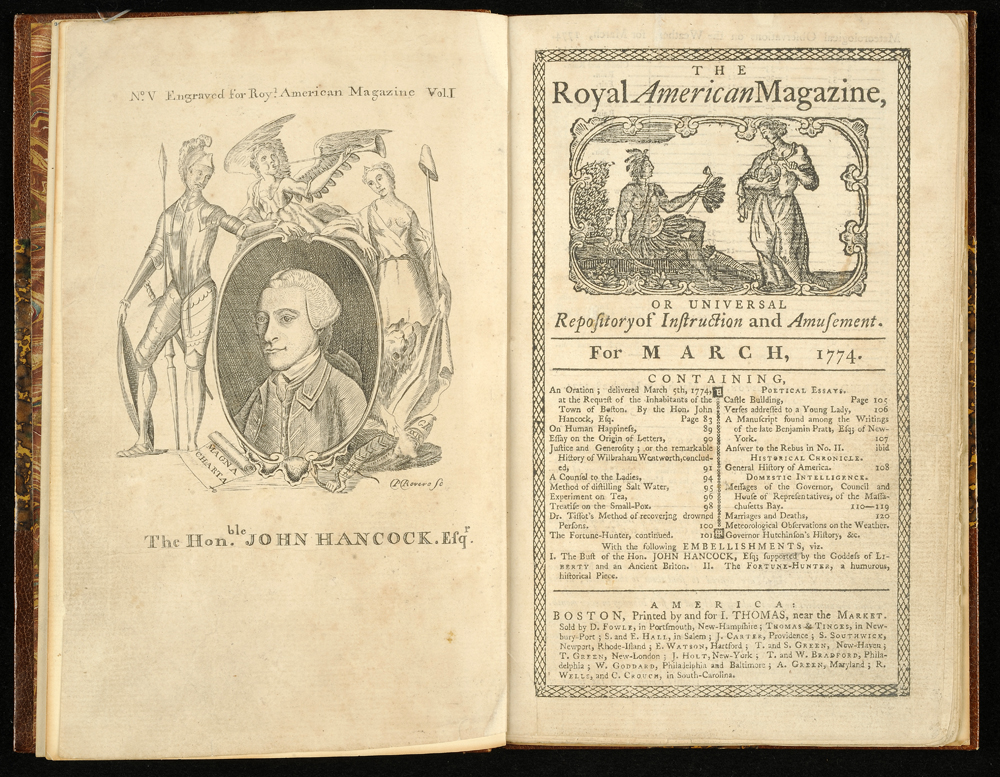 Nº V Engraved for Roy.l American Magazine Vol.I
MAGNA
CHARTA
P Revere sc
The Hon.ble JOHN HANCOCK. Eſqr.
THE
Royal American Magazine,
OR UNIVERSAL
Repoſitory of Inſtruction and Amuſement.
For MARCH, 1774.
CONTAINING,
An Oration; delivered March 5th, 1774,
at the Requeſt of the Inhabitants of the
Town of Boſton. By the Hon. John
Hancock, Eſq; Page 83
On Human Happineſs, 89
Eſſay on the Origin of Letters, 90
Juſtice and Generoſity; or the remarkable
Hiſtory of Wilbraham Wentworth, conclud-
ed, 91
A Counſel to the Ladies, 94
Method of diſtilling Salt Water, 95
Experiment on Tea, 96
Treatiſe on the Small-Pox. 98
Dr. Tiſſot's Method of recovering drowned
Perſons. 100
The Fortune-Hunter, continued. 101
POETICAL ESSAYS.
Caſtle Building, Page 105
Verſes addreſſed to a Young Lady, 106
A Manuſcript found among the Writings
of the late Benjamin Pratt, Eſq; of New-
York. 107
Anſwer to the Rebus in No. II. ibid
HISTORICAL CHRONICLE.
General Hiſtory of America. 108
DOMESTIC INTELLIGENCE.
Meſſages of the Governor, Council and
Houſe of Repreſentatives, of the Maſſa-
chuſetts Bay. 110—119
Marriages and Deaths, 120
Meteorological Obſervations on the Weather.
Governor Hutchinſon's Hiſtory, &c.
With the following EMBELLISHMENTS, viz.
I. The Buſt of the Hon. JOHN HANCOCK, Eſq; ſupported by the Goddeſs of LI-
BERTY and an Ancient Briton. II. The FORTUNE-HUNTER, a humurous,
hiſtorical Piece.
AMERICA:
BOSTON, Printed by and for I. THOMAS, near the MARKET.
Sold by D. FOWLE, in Portſmouth, New-Hampſhire; THOMAS & TINGES, in New-
bury-Port; S. and E. HALL, in Salem; J. CARTER, Providence; S. SOUTHWICK,
Newport, Rhode-Iſland; E. WATSON, Hartford; T. and S. GREEN, New-Haven;
T. GREEN, New-London; J. HOLT, New-York; T. and W. BRADFORD, Phila-
delphia; W. GODDARD, Philadelphia and Baltimore; A. GREEN, Maryland; R.
WELLS, and C. CROUCH, in South-Carolina.